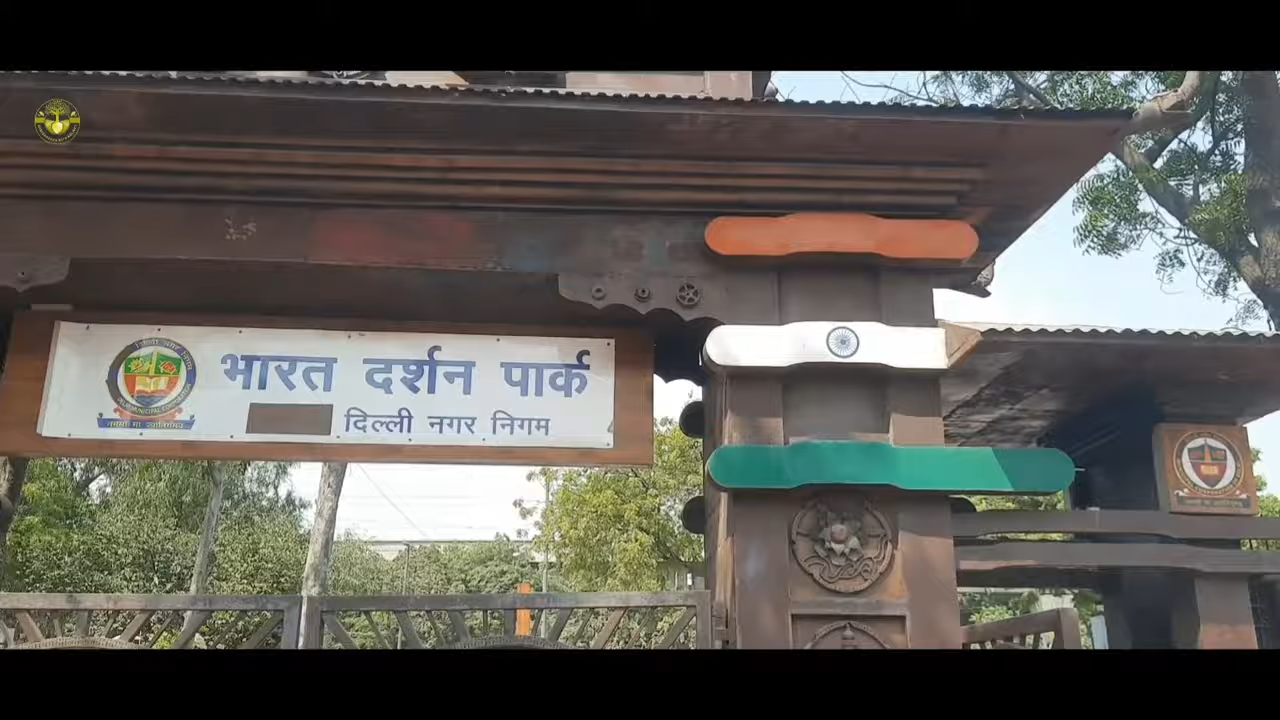 भारत दर्शन पार्क
दिल्ली नगर निगम